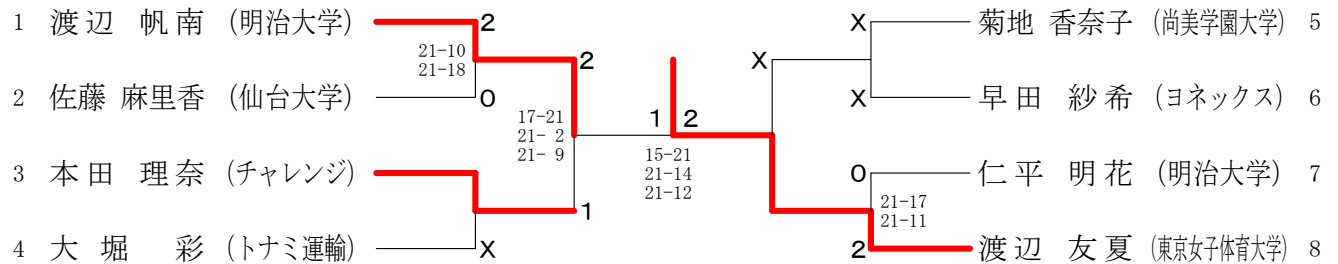 1 渡辺 帆南 (明治大学) 2
21-10
21-18
2 佐藤 麻里香 (仙台大学) 0
2
17-21
21- 2
21- 9
3 本田 理奈 (チャレンジ)
1
4 大堀 彩 (トナミ運輸) X
1 2
15-21
21-14
21-12
X 菊地 香奈子 (尚美学園大学) 5
X
X 早田 紗希 (ヨネックス) 6
0 仁平 明花 (明治大学) 7
21-17
21-11
2 渡辺 友夏 (東京女子体育大学) 8